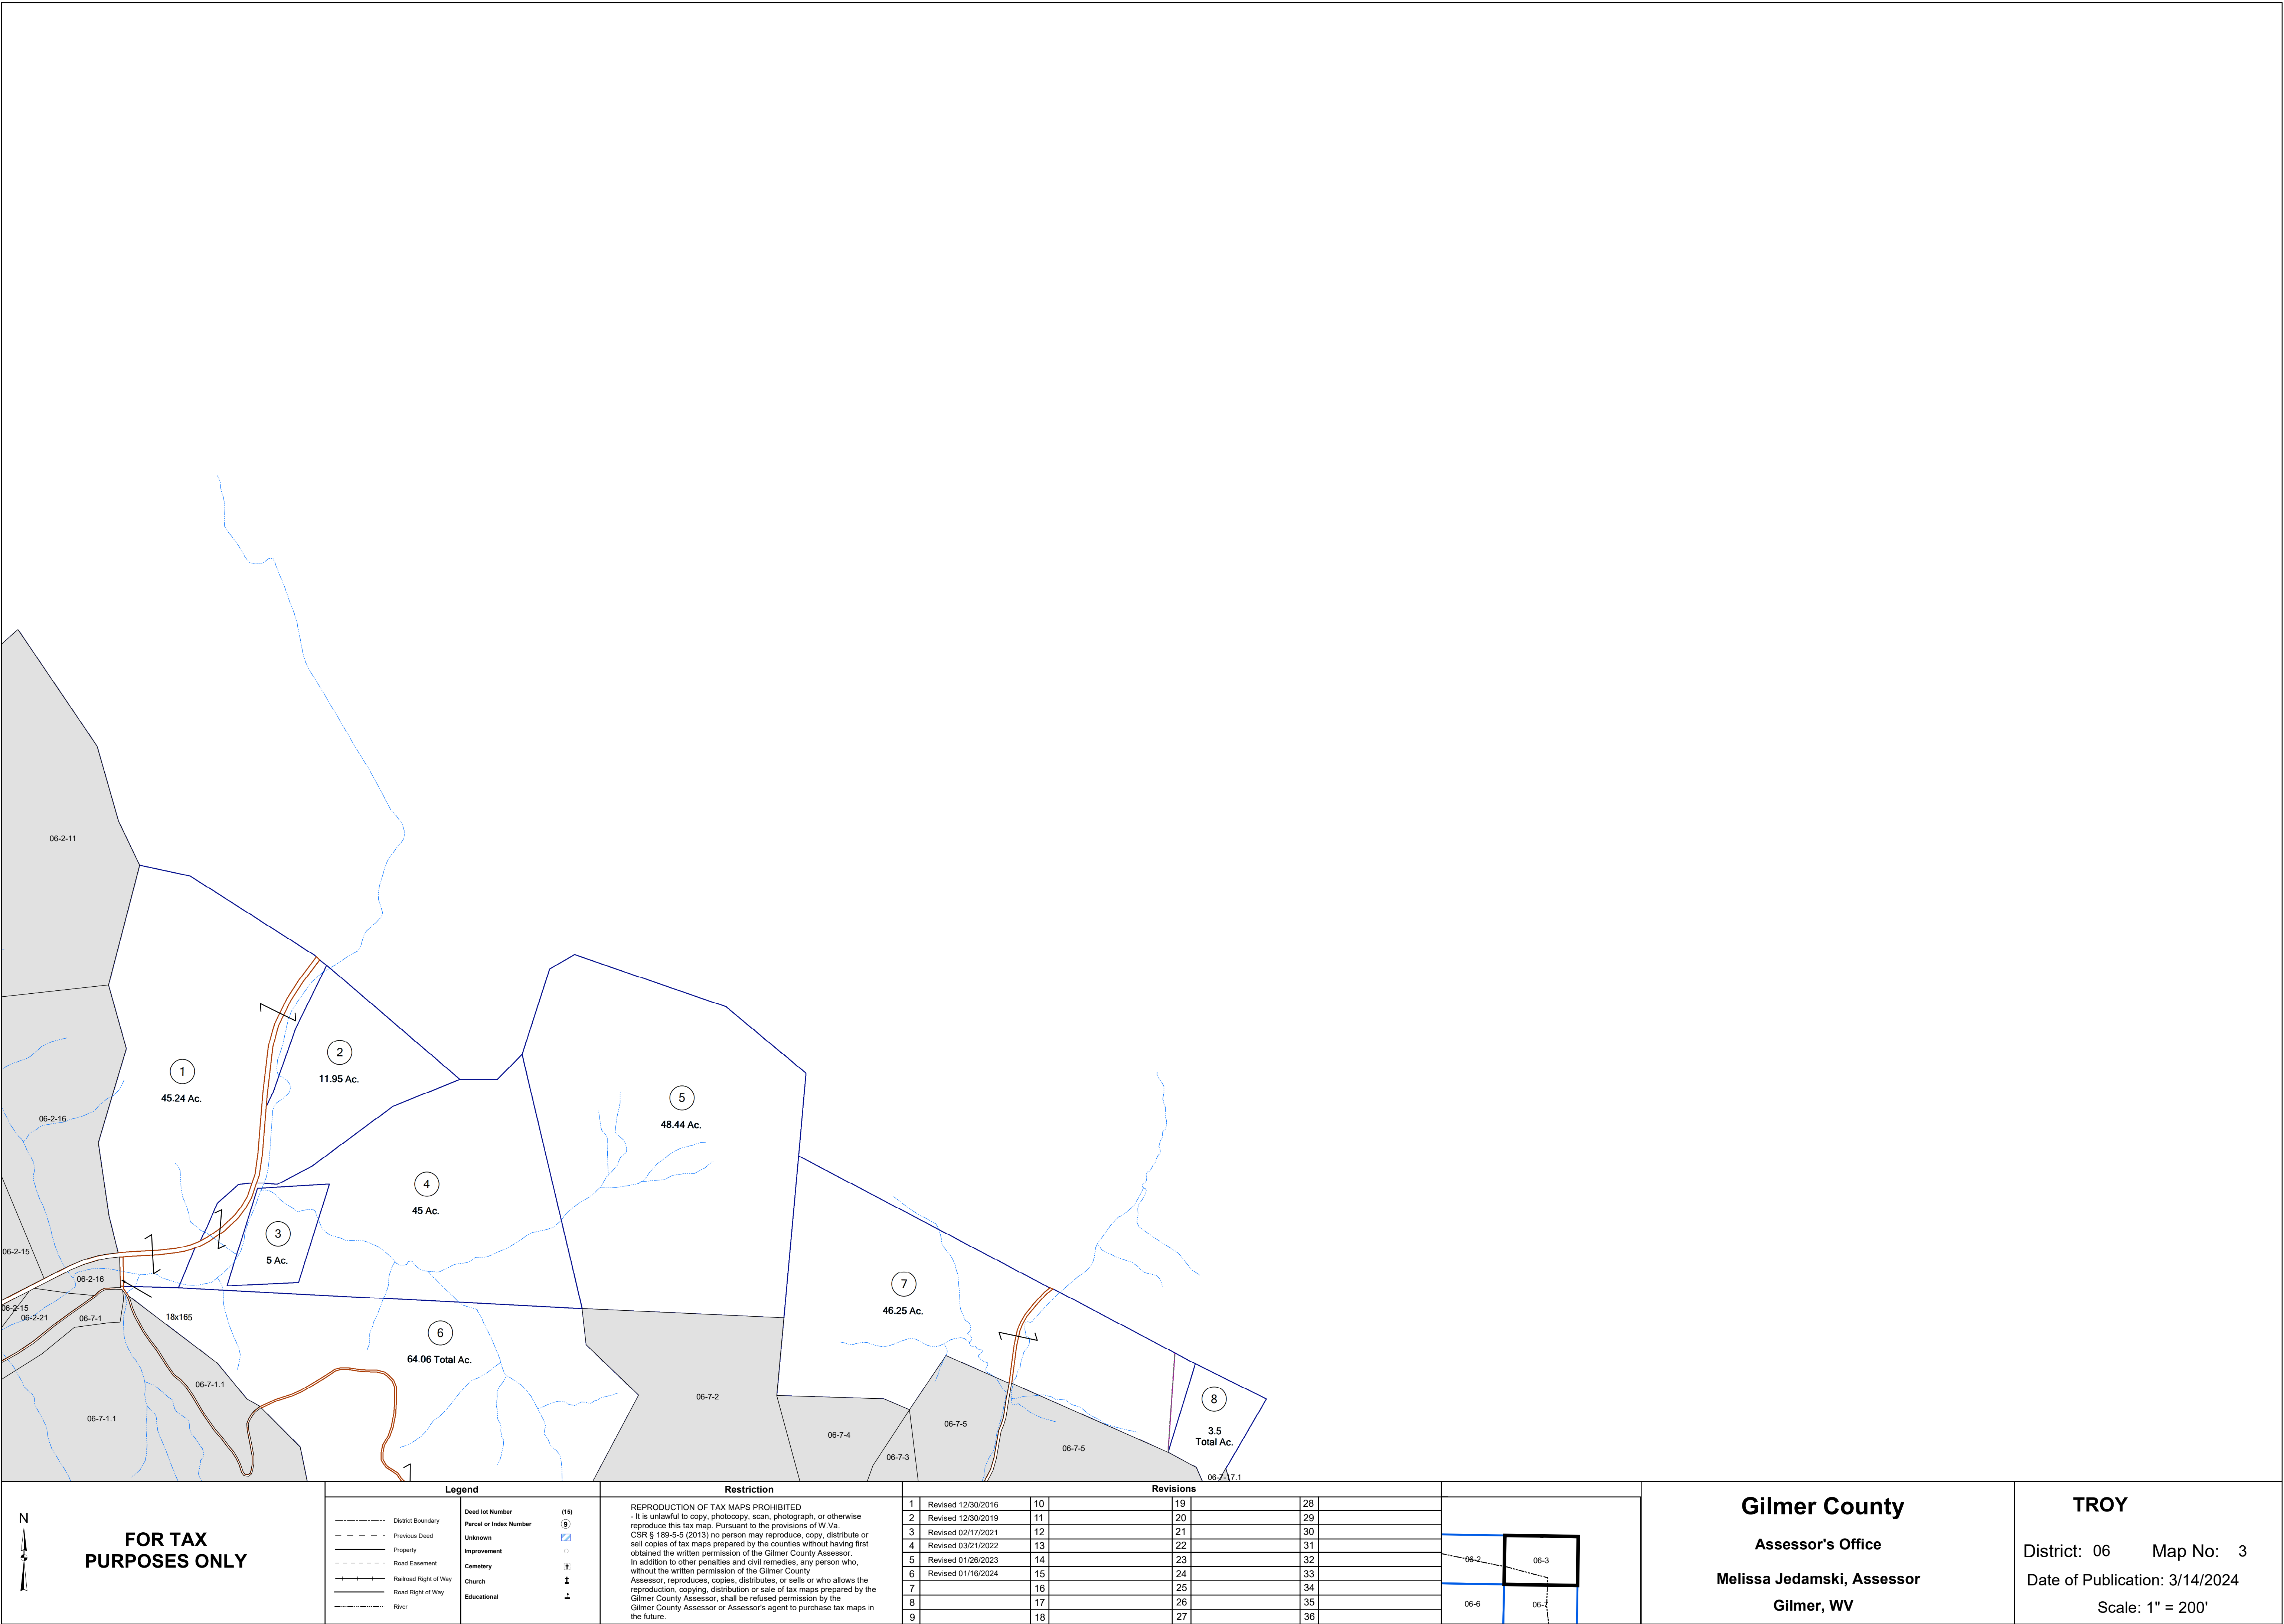 06-2-11
2
11.95 Ac.
1
45.24 Ac.
5
48.44 Ac.
06-2-16
4
45 Ac.
3
5 Ac.
06-2-15
06-2-16
7
46.25 Ac.
06-2-15
06-2-21
06-7-1
18x165
6
64.06 Total Ac.
06-7-1.1
06-7-2
8
3.5
Total Ac.
06-7-1.1
06-7-5
06-7-4
06-7-5
06-7-3
06-7-17.1
N
FOR TAX
PURPOSES ONLY
Legend
District Boundary
Previous Deed
Property
Road Easement
Railroad Right of Way
Road Right of Way
River
Deed lot Number (15)
Parcel or Index Number 9
Unknown
Improvement
Cemetery
Church
Educational
Restriction
REPRODUCTION OF TAX MAPS PROHIBITED
- It is unlawful to copy, photocopy, scan, photograph, or otherwise
reproduce this tax map. Pursuant to the provisions of W.Va.
CSR § 189-5-5 (2013) no person may reproduce, copy, distribute or
sell copies of tax maps prepared by the counties without having first
obtained the written permission of the Gilmer County Assessor.
In addition to other penalties and civil remedies, any person who,
without the written permission of the Gilmer County
Assessor, reproduces, copies, distributes, or sells or who allows the
reproduction, copying, distribution or sale of tax maps prepared by the
Gilmer County Assessor, shall be refused permission by the
Gilmer County Assessor or Assessor's agent to purchase tax maps in
the future.
Revisions
1 Revised 12/30/2016 10 19 28
2 Revised 12/30/2019 11 20 29
3 Revised 02/17/2021 12 21 30
4 Revised 03/21/2022 13 22 31
5 Revised 01/26/2023 14 23 32
6 Revised 01/16/2024 15 24 33
7 16 25 34
8 17 26 35
9 18 27 36
06-2
06-3
06-6
06-7
Gilmer County
Assessor's Office
Melissa Jedamski, Assessor
Gilmer, WV
TROY
District: 06 Map No: 3
Date of Publication: 3/14/2024
Scale: 1" = 200'